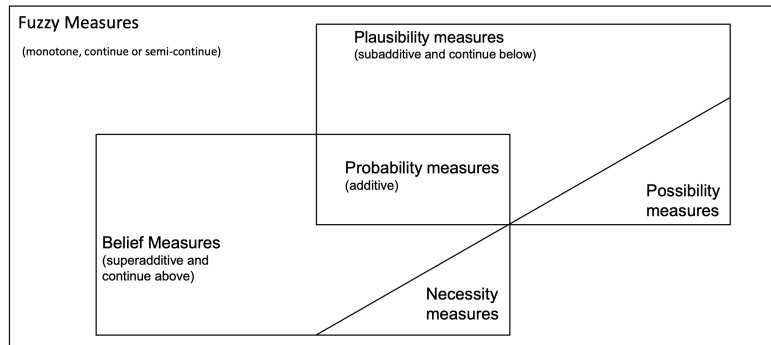 Fuzzy Measures
(monotone, continue or semi-continue)
Plausibility measures
(subadditive and continue below)
Probability measures
(additive)
Possibility
measures
Belief Measures
(superadditive and
continue above)
Necessity
measures